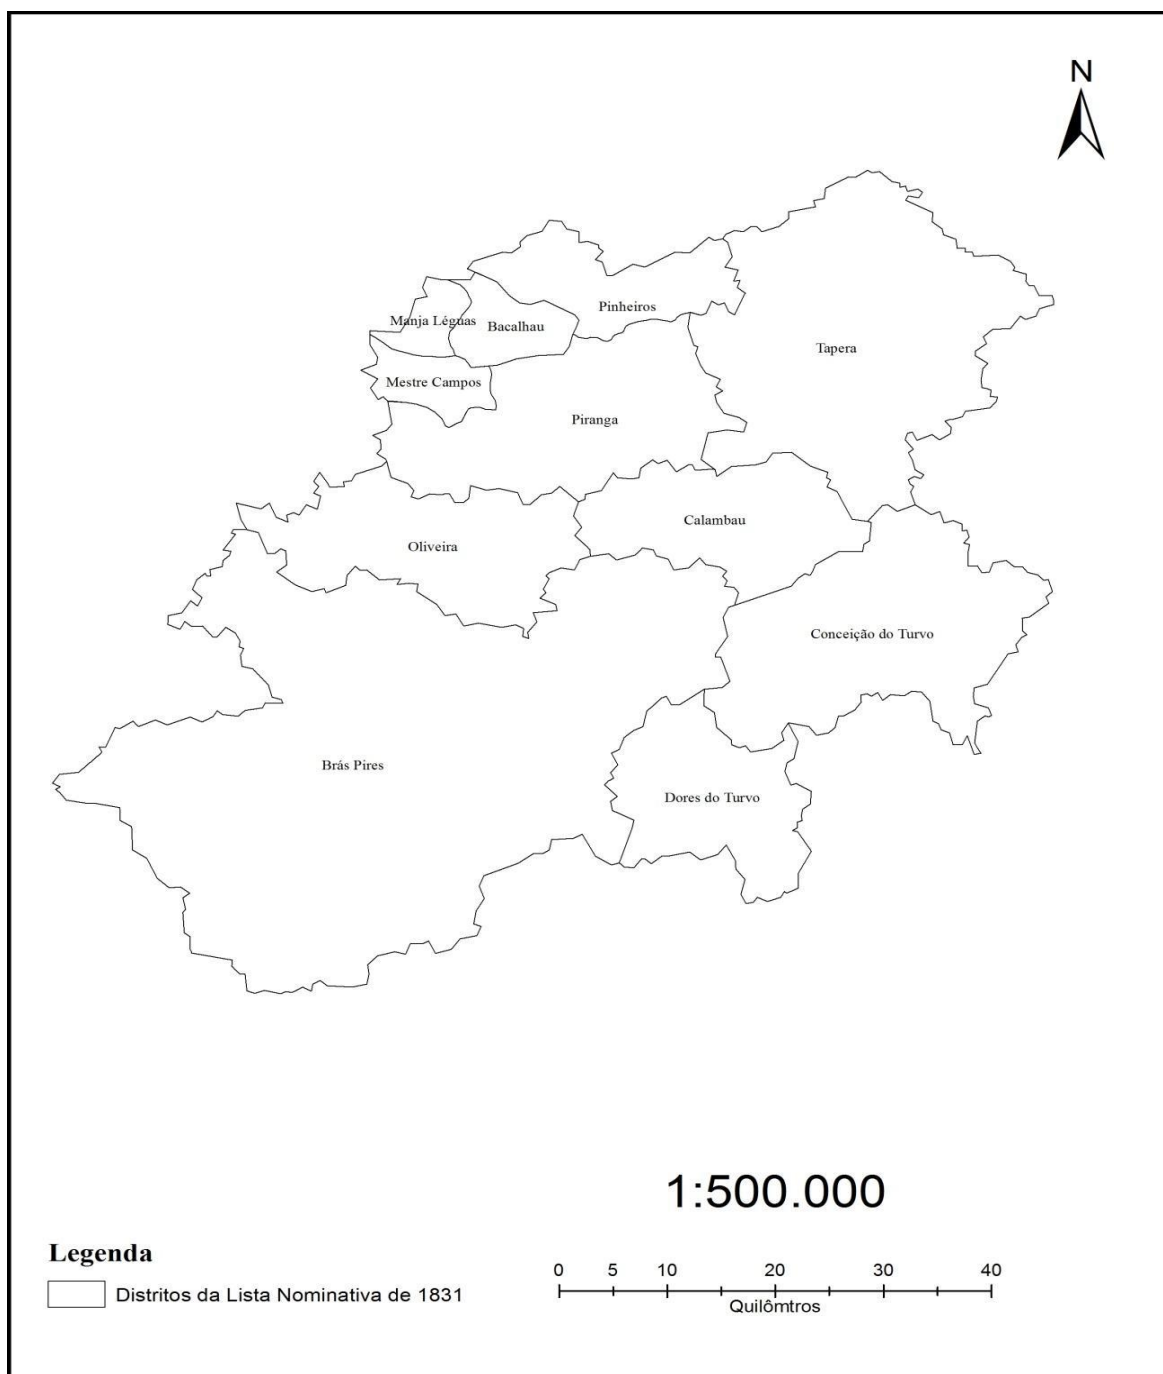 N
Pinheiros
Manja Léguas
Bacalhau
Tapera
Mestre Campos
Piranga
Calambau
Oliveira
Conceição do Turvo
Brás Pires
Dores do Turvo
1:500.000
Legenda
Distritos da Lista Nominativa de 1831
0 5 10 20 30 40
Quilômtros